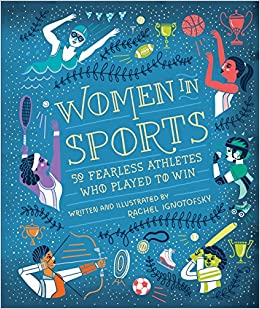 WOMEN IN
SPORTS
50 FEARLESS ATHLETES
WHO PLAYED TO WIN
WRITTEN AND ILLUSTRATED BY
RACHEL IGNOTOFSKY